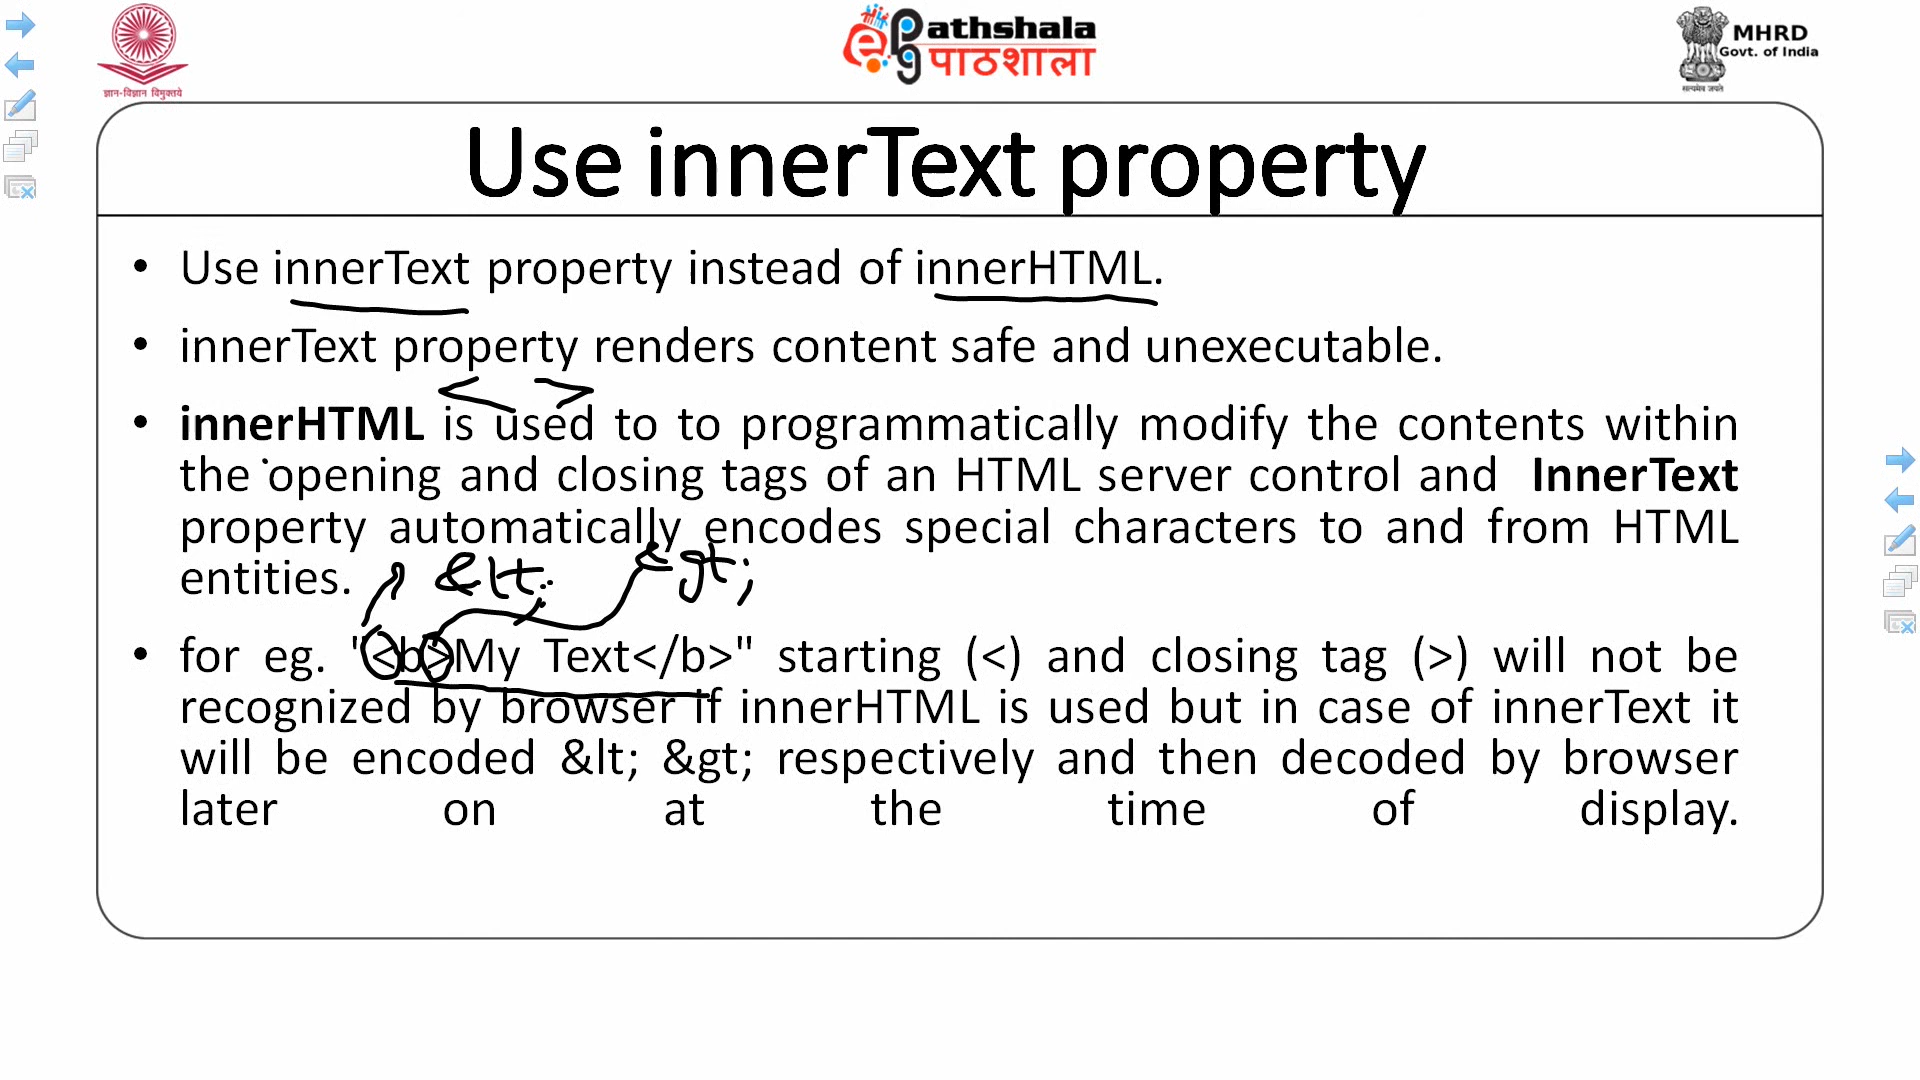 ज्ञान-विज्ञान विमुक्तये
ePathshala
पाठशाला
MHRD
Govt. of India
सत्यमेव जयते
Use innerText property
• Use innerText property instead of innerHTML.
• innerText property renders content safe and unexecutable.
< >
• innerHTML is used to to programmatically modify the contents within
the opening and closing tags of an HTML server control and InnerText
property automatically encodes special characters to and from HTML
entities.
&lt; &gt;
• for eg. "<b>My Text</b>" starting (<) and closing tag (>) will not be
recognized by browser if innerHTML is used but in case of innerText it
will be encoded &lt; &gt; respectively and then decoded by browser
later on at the time of display.